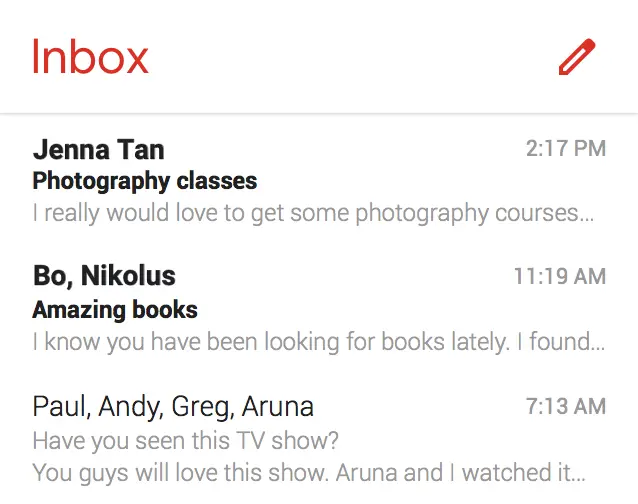 Inbox
Jenna Tan 2:17 PM
Photography classes
I really would love to get some photography courses...
Bo, Nikolus 11:19 AM
Amazing books
I know you have been looking for books lately. I found...
Paul, Andy, Greg, Aruna 7:13 AM
Have you seen this TV show?
You guys will love this show. Aruna and I watched it...